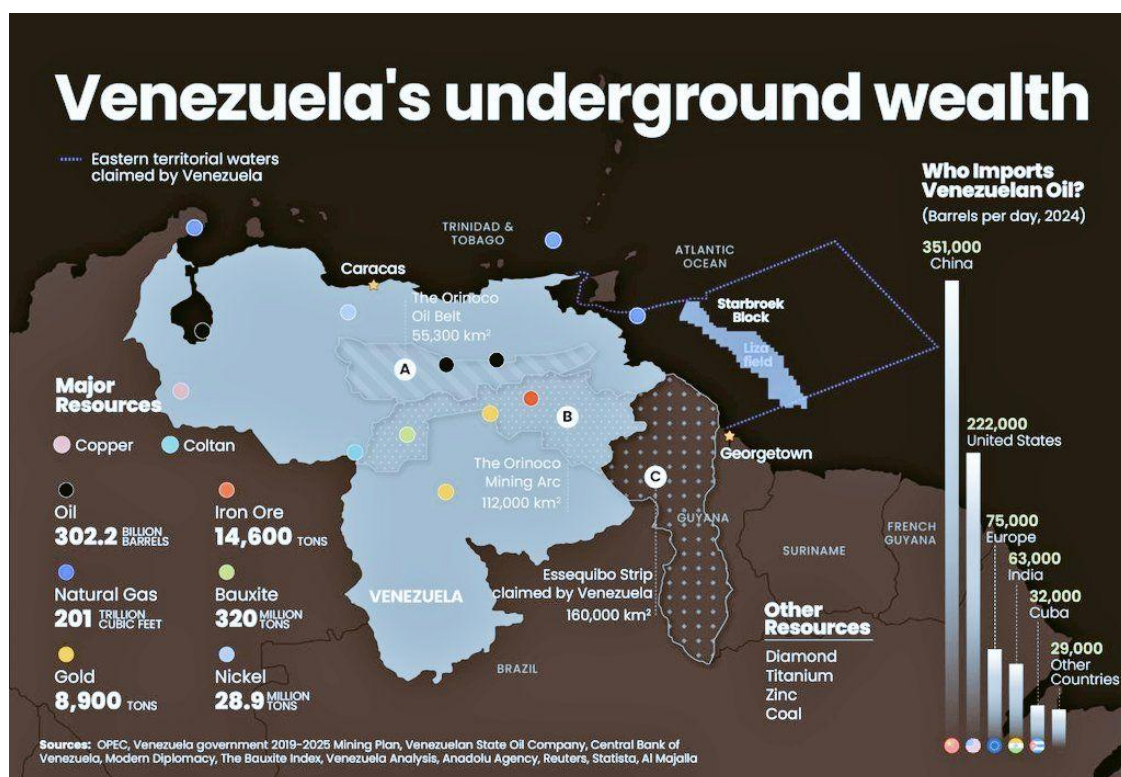 Venezuela's underground wealth
Eastern territorial waters
claimed by Venezuela
Who Imports
Venezuelan Oil?
(Barrels per day, 2024)
351,000
China
222,000
United States
75,000
Europe
63,000
India
32,000
Cuba
29,000
Other
Countries
TRINIDAD &
TOBAGO
ATLANTIC
OCEAN
Caracas
The Orinoco
Oil Belt
55,300 km²
Starbroek
Block
Liza
field
A
B
C
Georgetown
The Orinoco
Mining Arc
112,000 km²
GUYANA
SURINAME
FRENCH
GUYANA
VENEZUELA
Essequibo Strip
claimed by Venezuela
160,000 km²
BRAZIL
Major
Resources
Copper
Coltan
Oil
302.2 BILLION
BARRELS
Iron Ore
14,600 TONS
Natural Gas
201 TRILLION
CUBIC FEET
Bauxite
320 MILLION
TONS
Gold
8,900 TONS
Nickel
28.9 MILLION
TONS
Other
Resources
Diamond
Titanium
Zinc
Coal
Sources: OPEC, Venezuela government 2019-2025 Mining Plan, Venezuelan State Oil Company, Central Bank of
Venezuela, Modern Diplomacy, The Bauxite Index, Venezuela Analysis, Anadolu Agency, Reuters, Statista, Al Majalla